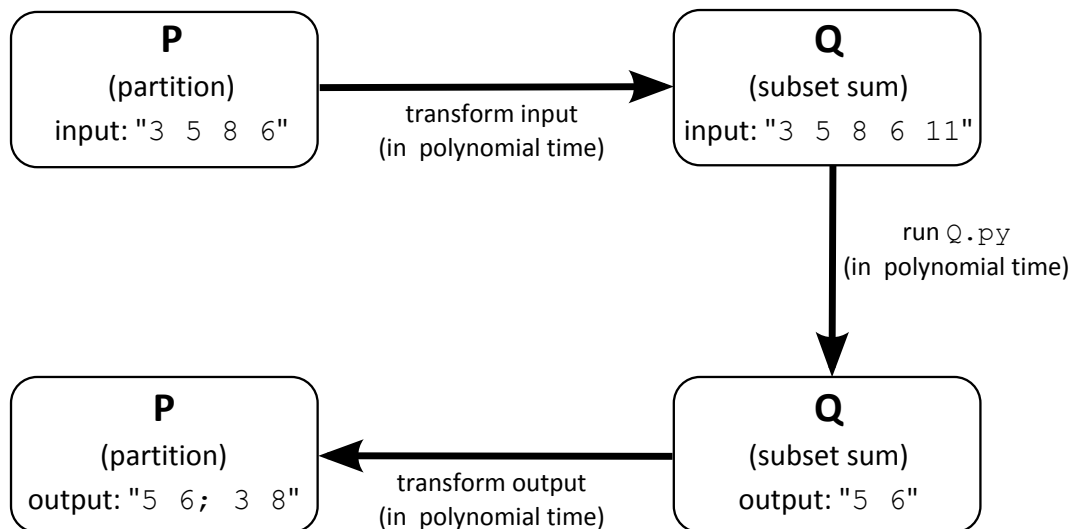 P
(partition)
input: "3 5 8 6"
transform input
(in polynomial time)
Q
(subset sum)
input: "3 5 8 6 11"
run Q.py
(in polynomial time)
P
(partition)
output: "5 6; 3 8"
transform output
(in polynomial time)
Q
(subset sum)
output: "5 6"